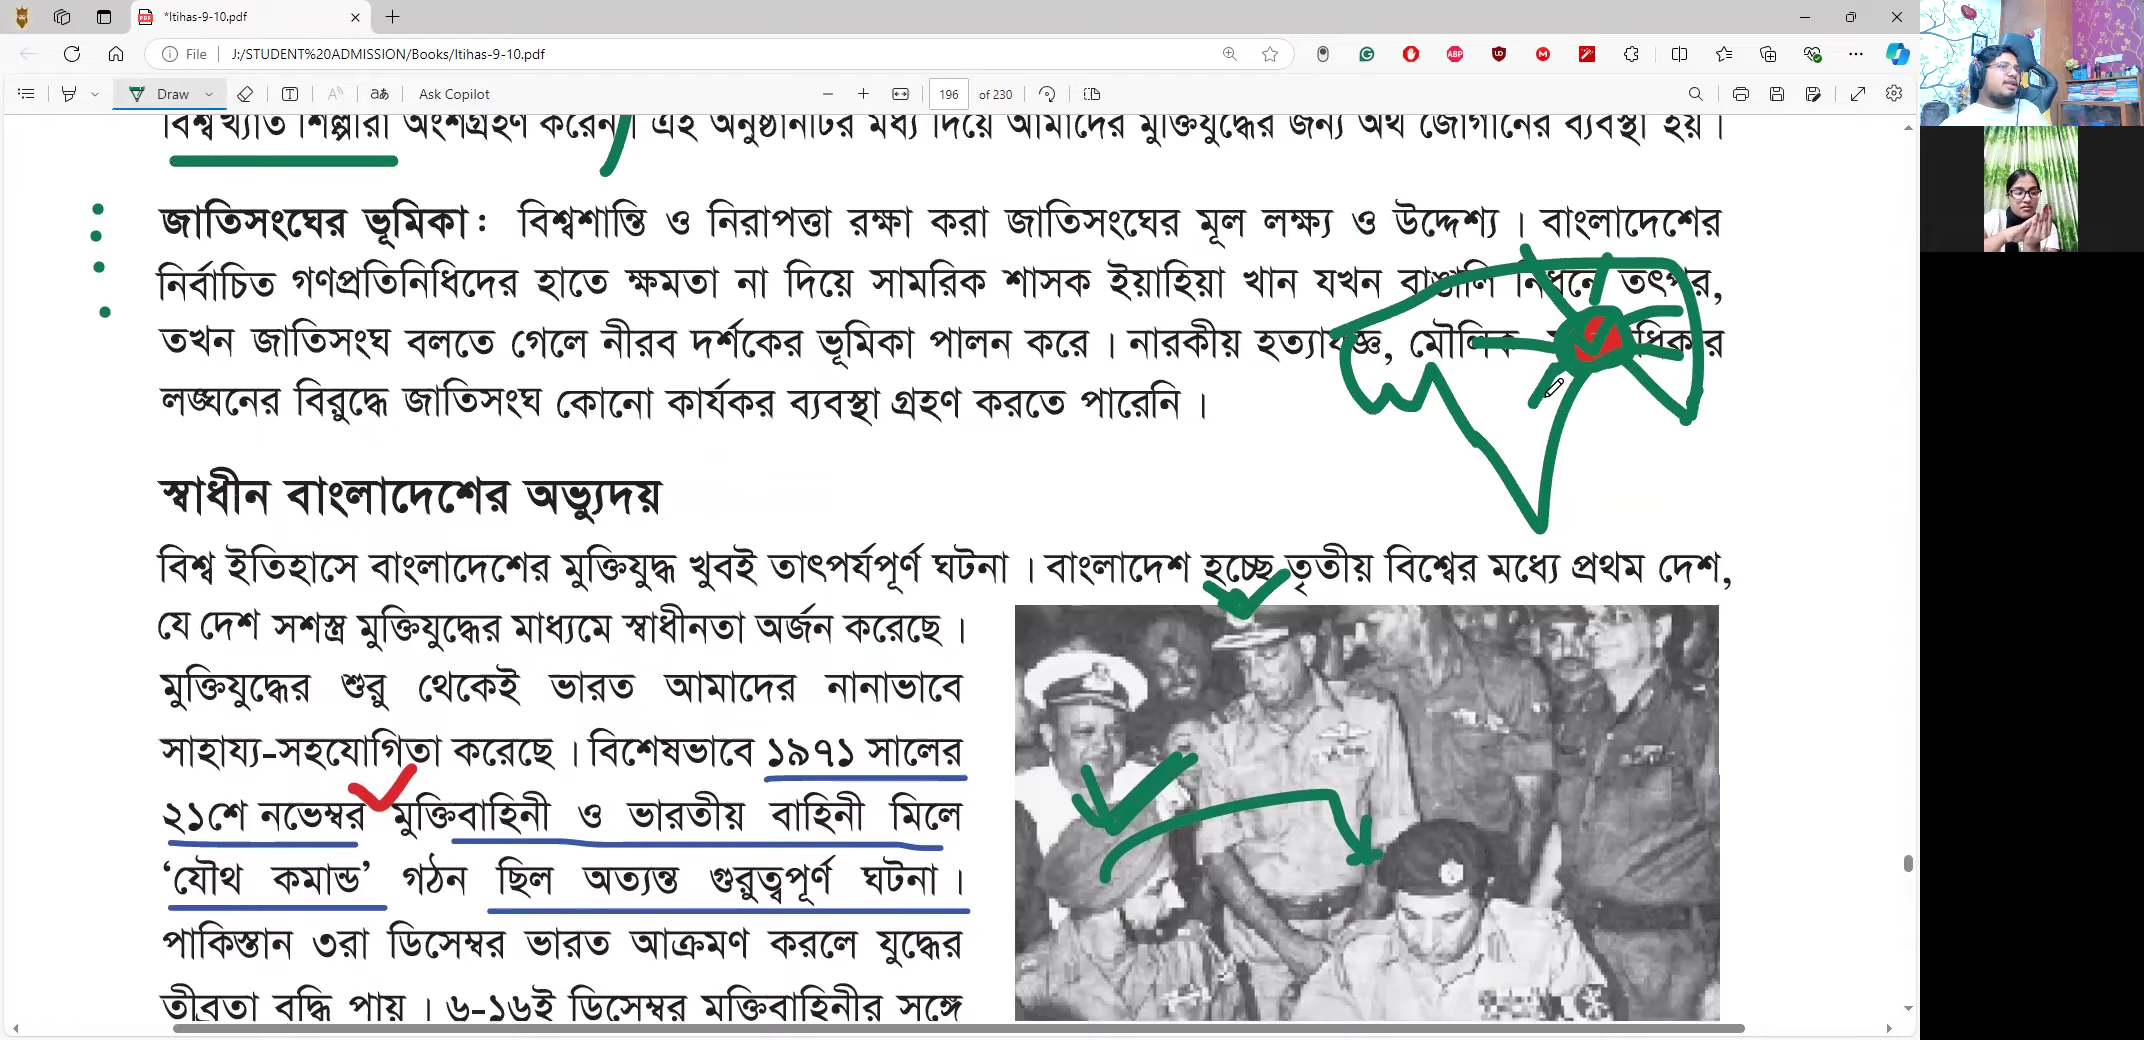 *Itihas-9-10.pdf
File J:/STUDENT%20ADMISSION/Books/Itihas-9-10.pdf
Draw Ask Copilot 196 of 230
বিশ্বখ্যাত শিল্পীরা অংশগ্রহণ করেন। এই অনুষ্ঠানটির মধ্য দিয়ে আমাদের মুক্তিযুদ্ধের জন্য অর্থ জোগানের ব্যবস্থা হয়।
জাতিসংঘের ভূমিকা: বিশ্বশান্তি ও নিরাপত্তা রক্ষা করা জাতিসংঘের মূল লক্ষ্য ও উদ্দেশ্য। বাংলাদেশের
নির্বাচিত গণপ্রতিনিধিদের হাতে ক্ষমতা না দিয়ে সামরিক শাসক ইয়াহিয়া খান যখন বাঙালি নিধনে তৎপর,
তখন জাতিসংঘ বলতে গেলে নীরব দর্শকের ভূমিকা পালন করে। নারকীয় হত্যাযজ্ঞ, মৌলিক
লঙ্ঘনের বিরুদ্ধে জাতিসংঘ কোনো কার্যকর ব্যবস্থা গ্রহণ করতে পারেনি।
স্বাধীন বাংলাদেশের অভ্যুদয়
বিশ্ব ইতিহাসে বাংলাদেশের মুক্তিযুদ্ধ খুবই তাৎপর্যপূর্ণ ঘটনা। বাংলাদেশ হচ্ছে তৃতীয় বিশ্বের মধ্যে প্রথম দেশ,
যে দেশ সশস্ত্র মুক্তিযুদ্ধের মাধ্যমে স্বাধীনতা অর্জন করেছে।
মুক্তিযুদ্ধের শুরু থেকেই ভারত আমাদের নানাভাবে
সাহায্য-সহযোগিতা করেছে। বিশেষভাবে ১৯৭১ সালের
২১শে নভেম্বর মুক্তিবাহিনী ও ভারতীয় বাহিনী মিলে
‘যৌথ কমান্ড’ গঠন ছিল অত্যন্ত গুরুত্বপূর্ণ ঘটনা।
পাকিস্তান ৩রা ডিসেম্বর ভারত আক্রমণ করলে যুদ্ধের
তীব্রতা বৃদ্ধি পায়। ৬-১৬ই ডিসেম্বর মুক্তিবাহিনীর সঙ্গে